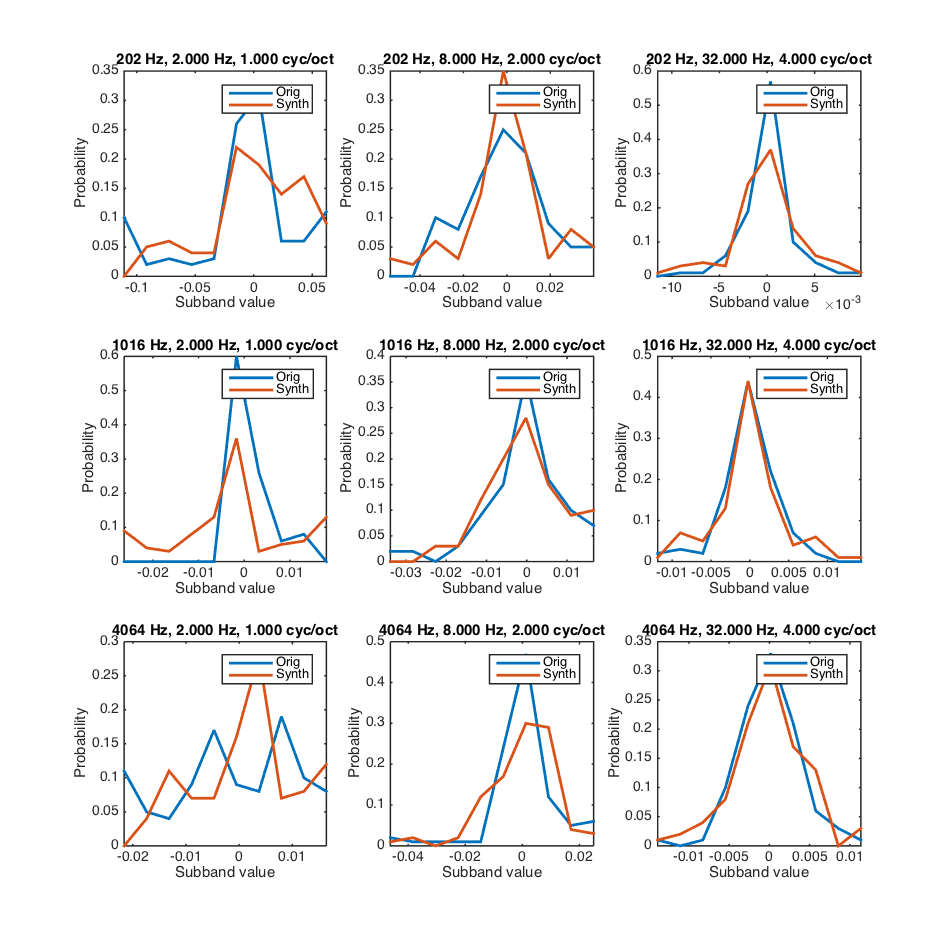 202 Hz, 2.000 Hz, 1.000 cyc/oct
0.35
0.3
0.25
0.2
0.15
0.1
0.05
0
Probability
Orig
Synth
-0.1 -0.05 0 0.05
Subband value
202 Hz, 8.000 Hz, 2.000 cyc/oct
0.35
0.3
0.25
0.2
0.15
0.1
0.05
0
Probability
Orig
Synth
-0.04 -0.02 0 0.02
Subband value
202 Hz, 32.000 Hz, 4.000 cyc/oct
0.6
0.5
0.4
0.3
0.2
0.1
0
Probability
Orig
Synth
-10 -5 0 5
Subband value ×10-3
1016 Hz, 2.000 Hz, 1.000 cyc/oct
0.6
0.5
0.4
0.3
0.2
0.1
0
Probability
Orig
Synth
-0.02 -0.01 0 0.01
Subband value
1016 Hz, 8.000 Hz, 2.000 cyc/oct
0.4
0.35
0.3
0.25
0.2
0.15
0.1
0.05
0
Probability
Orig
Synth
-0.03 -0.02 -0.01 0 0.01
Subband value
1016 Hz, 32.000 Hz, 4.000 cyc/oct
0.5
0.4
0.3
0.2
0.1
0
Probability
Orig
Synth
-0.01 -0.005 0 0.005 0.01
Subband value
4064 Hz, 2.000 Hz, 1.000 cyc/oct
0.3
0.25
0.2
0.15
0.1
0.05
0
Probability
Orig
Synth
-0.02 -0.01 0 0.01
Subband value
4064 Hz, 8.000 Hz, 2.000 cyc/oct
0.5
0.4
0.3
0.2
0.1
0
Probability
Orig
Synth
-0.04 -0.02 0 0.02
Subband value
4064 Hz, 32.000 Hz, 4.000 cyc/oct
0.35
0.3
0.25
0.2
0.15
0.1
0.05
0
Probability
Orig
Synth
-0.01 -0.005 0 0.005 0.01
Subband value